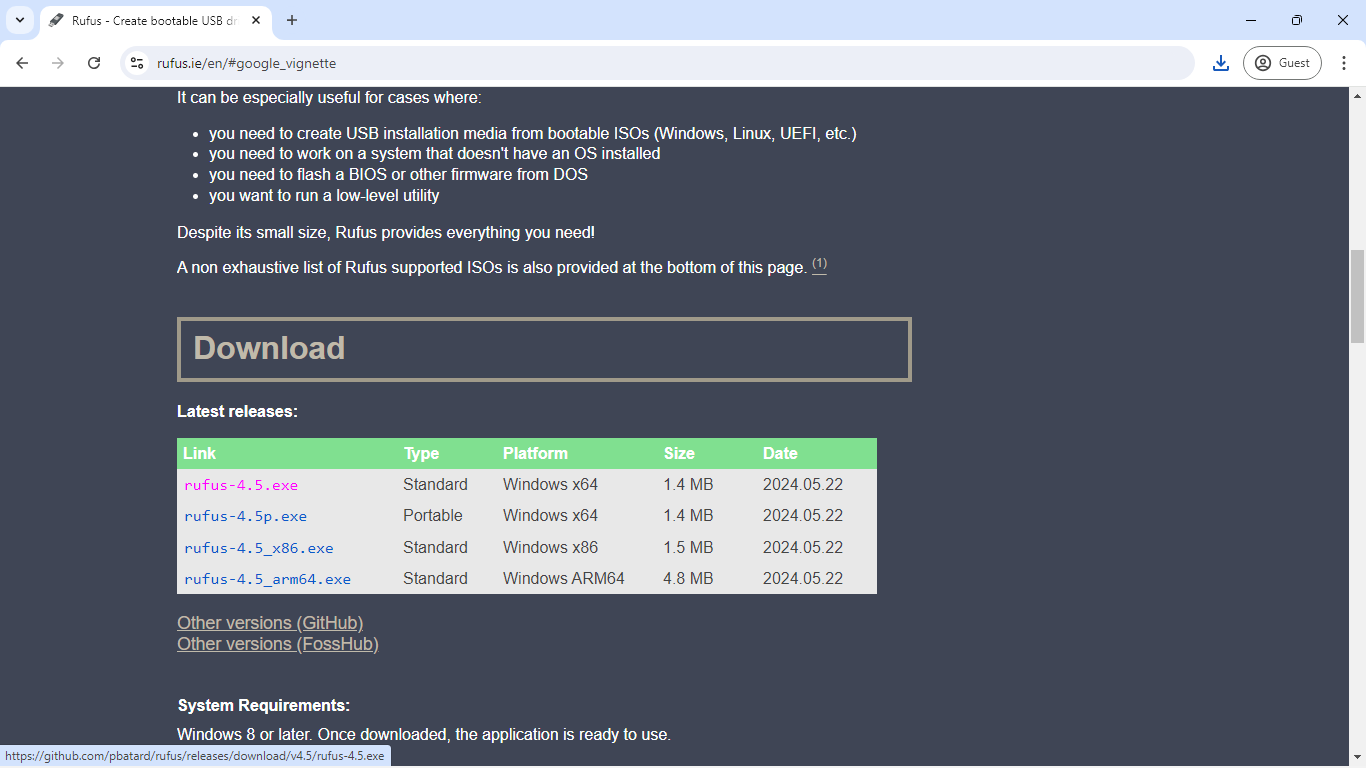 Rufus - Create bootable USB dr
rufus.ie/en/#google_vignette
Guest
It can be especially useful for cases where:
you need to create USB installation media from bootable ISOs (Windows, Linux, UEFI, etc.)
you need to work on a system that doesn't have an OS installed
you need to flash a BIOS or other firmware from DOS
you want to run a low-level utility
Despite its small size, Rufus provides everything you need!
A non exhaustive list of Rufus supported ISOs is also provided at the bottom of this page. (1)
Download
Latest releases:
Link Type Platform Size Date
rufus-4.5.exe Standard Windows x64 1.4 MB 2024.05.22
rufus-4.5p.exe Portable Windows x64 1.4 MB 2024.05.22
rufus-4.5_x86.exe Standard Windows x86 1.5 MB 2024.05.22
rufus-4.5_arm64.exe Standard Windows ARM64 4.8 MB 2024.05.22
Other versions (GitHub)
Other versions (FossHub)
System Requirements:
Windows 8 or later. Once downloaded, the application is ready to use.
https://github.com/pbatard/rufus/releases/download/v4.5/rufus-4.5.exe